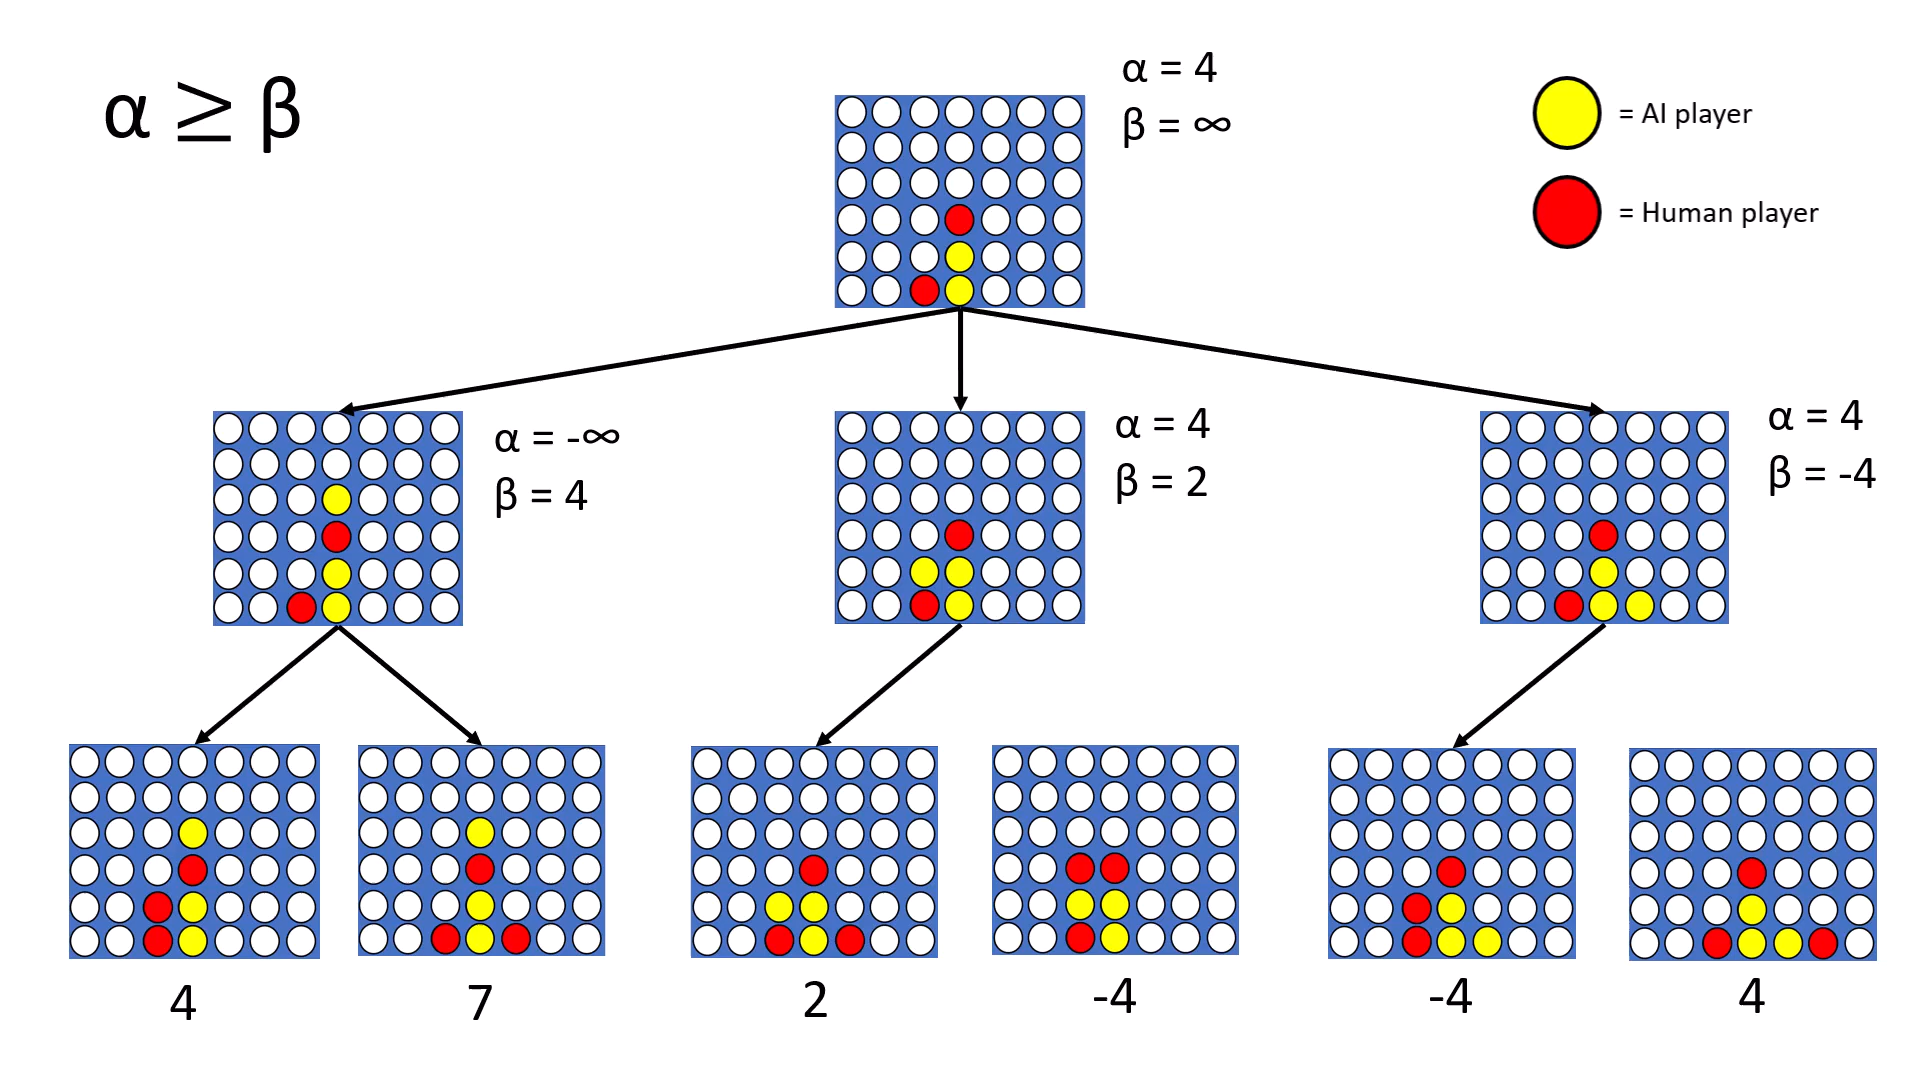 α ≥ β
α = 4
β = ∞
= AI player
= Human player
α = -∞
β = 4
α = 4
β = 2
α = 4
β = -4
4
7
2
-4
-4
4